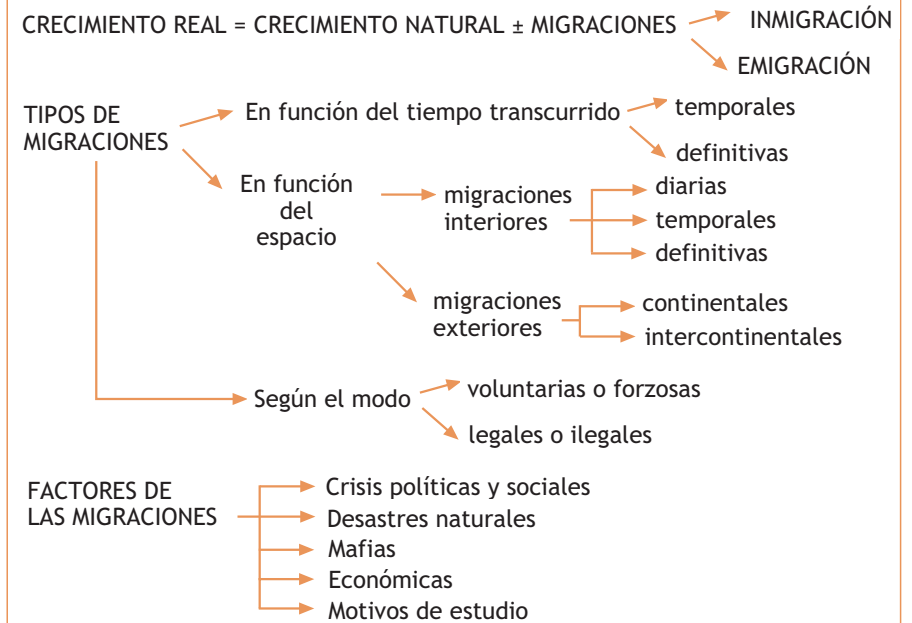 CRECIMIENTO REAL = CRECIMIENTO NATURAL ± MIGRACIONES
INMIGRACIÓN
EMIGRACIÓN
TIPOS DE
MIGRACIONES
En función del tiempo transcurrido
temporales
definitivas
En función
del
espacio
migraciones
interiores
diarias
temporales
definitivas
migraciones
exteriores
continentales
intercontinentales
Según el modo
voluntarias o forzosas
legales o ilegales
FACTORES DE
LAS MIGRACIONES
Crisis políticas y sociales
Desastres naturales
Mafias
Económicas
Motivos de estudio